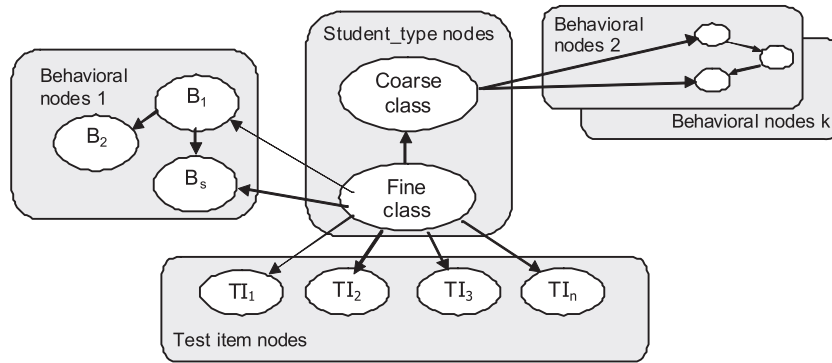 Student_type nodes
Behavioral
nodes 2
Coarse
class
Behavioral
nodes 1
B1
B2
Bs
Behavioral nodes k
Fine
class
TI1
TI2
TI3
TIn
Test item nodes